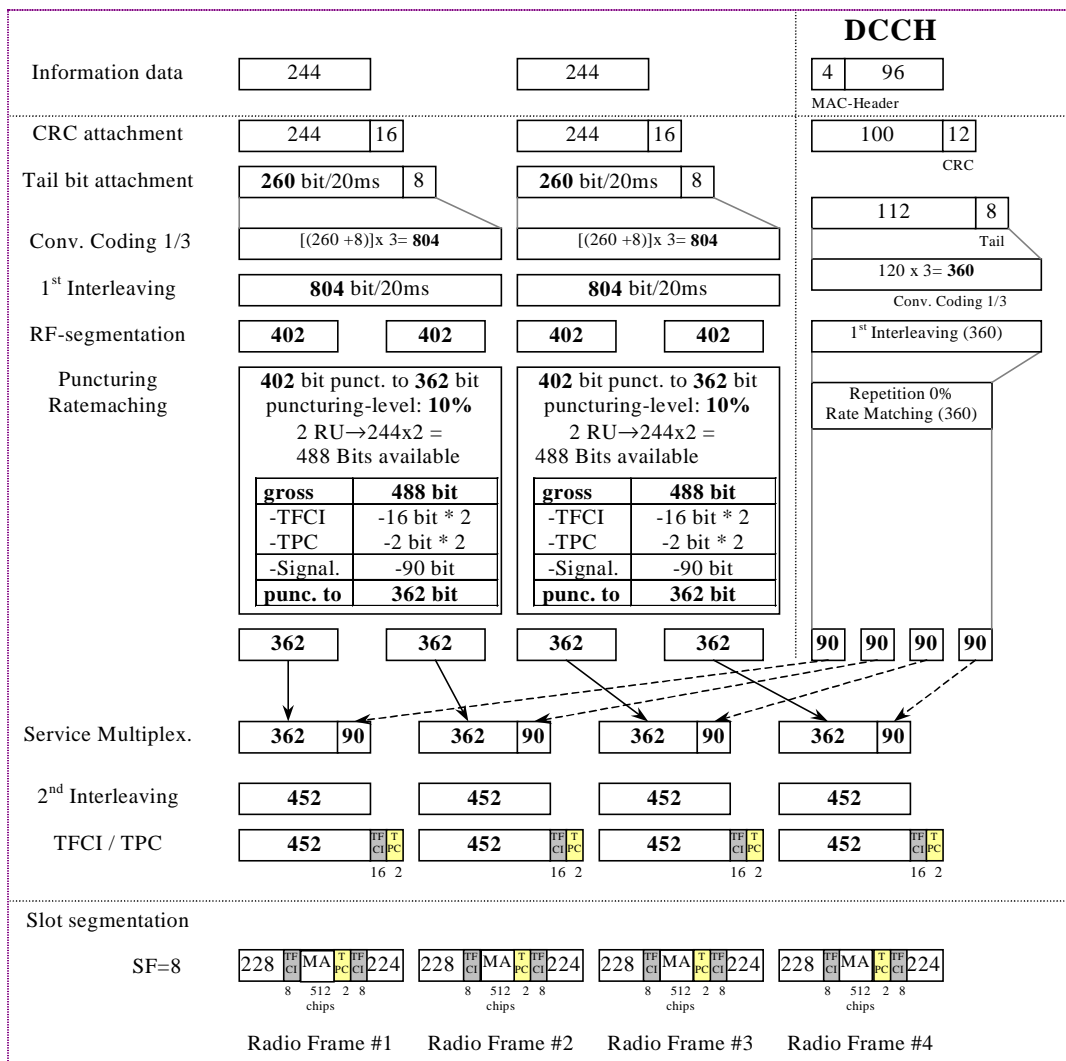 DCCH
Information data 244 244 4 96
MAC-Header
CRC attachment 244 16 244 16 100 12
CRC
Tail bit attachment 260 bit/20ms 8 260 bit/20ms 8
112 8
Tail
Conv. Coding 1/3 [(260 +8)]x 3= 804 [(260 +8)]x 3= 804
120 x 3= 360
Conv. Coding 1/3
1st Interleaving 804 bit/20ms 804 bit/20ms
RF-segmentation 402 402 402 402 1st Interleaving (360)
Puncturing
Ratemaching
402 bit punct. to 362 bit
puncturing-level: 10%
2 RU→244x2 =
488 Bits available
gross 488 bit
-TFCI -16 bit * 2
-TPC -2 bit * 2
-Signal. -90 bit
punc. to 362 bit
402 bit punct. to 362 bit
puncturing-level: 10%
2 RU→244x2 =
488 Bits available
gross 488 bit
-TFCI -16 bit * 2
-TPC -2 bit * 2
-Signal. -90 bit
punc. to 362 bit
Repetition 0%
Rate Matching (360)
362 362 362 362 90 90 90 90
Service Multiplex. 362 90 362 90 362 90 362 90
2nd Interleaving 452 452 452 452
TFCI / TPC 452 TF CI T PC 452 TF CI T PC 452 TF CI T PC 452 TF CI T PC
16 2 16 2 16 2 16 2
Slot segmentation
SF=8 228 TF CI MA T PC TF CI 224 228 TF CI MA T PC TF CI 224 228 TF CI MA T PC TF CI 224 228 TF CI MA T PC TF CI 224
8 512 2 8 8 512 2 8 8 512 2 8 8 512 2 8
chips chips chips chips
Radio Frame #1 Radio Frame #2 Radio Frame #3 Radio Frame #4